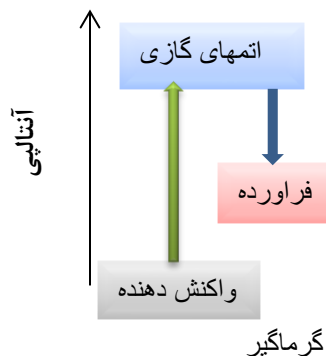 اتمهای گازی
آنتالپی
فراورده
واکنش دهنده
گرماگیر